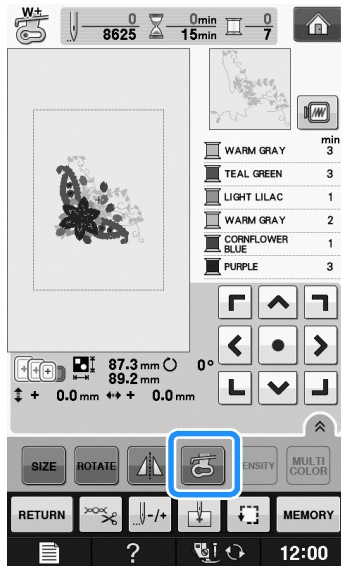 W+
0 0min 0
8625 15min 7
min
WARM GRAY 3
TEAL GREEN 3
LIGHT LILAC 1
WARM GRAY 2
CORNFLOWER
BLUE 1
PURPLE 3
87.3 mm 0°
89.2 mm
+ 0.0 mm + 0.0 mm
SIZE ROTATE ENSITY MULTI
COLOR
RETURN -/+ MEMORY
? 12:00